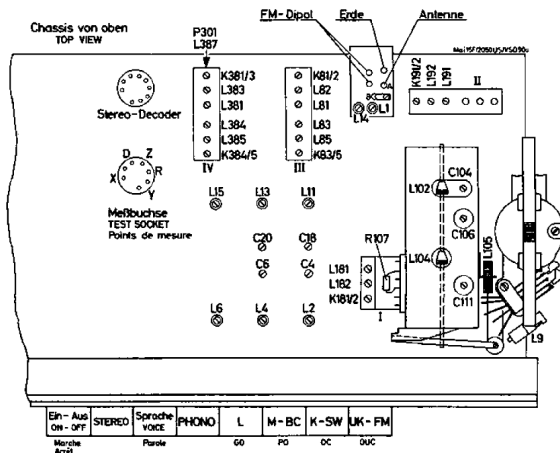 Chassis von oben
TOP VIEW
P301
L387
FM-Dipol
Erde
Antenne
K381/3
L383
L381
L384
L385
K384/5
IV
K81/2
L82
L81
L83
L85
K83/5
III
A
L14
L1
K191/2
L192
L191
II
Stereo-Decoder
D
Z
X
R
Y
Meßbuchse
TEST SOCKET
Points de mesure
L15
L13
L11
C20
C18
C6
C4
L6
L4
L2
R107
L181
L182
K181/2
I
L102
C104
C106
L104
C111
L105
L9
Ein-Aus
ON-OFF
STEREO
Sprache
VOICE
PHONO
L
M-BC
K-SW
UK-FM
Marche
Arrêt
Parole
GO
PO
OC
OUC